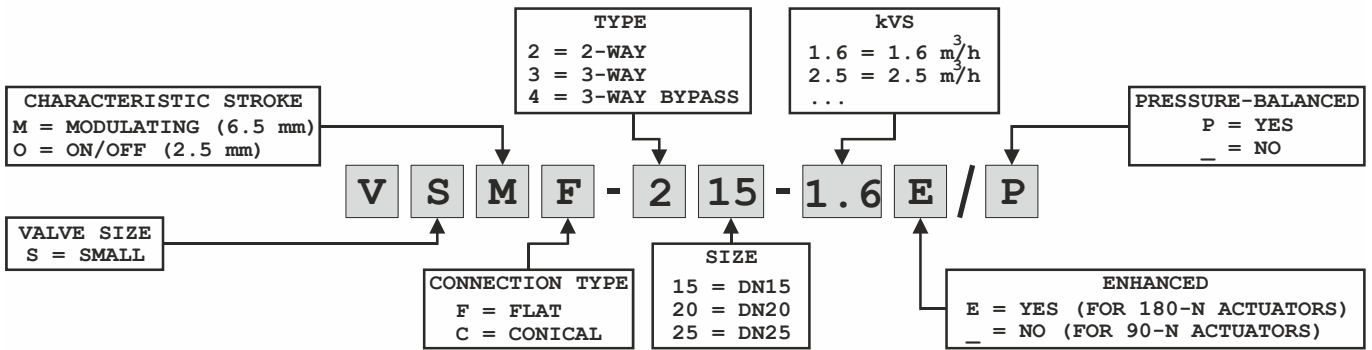 TYPE
2 = 2-WAY
3 = 3-WAY
4 = 3-WAY BYPASS
kVS
1.6 = 1.6 m³/h
2.5 = 2.5 m³/h
...
CHARACTERISTIC STROKE
M = MODULATING (6.5 mm)
O = ON/OFF (2.5 mm)
PRESSURE-BALANCED
P = YES
_ = NO
V S M F - 2 15 - 1.6 E / P
VALVE SIZE
S = SMALL
CONNECTION TYPE
F = FLAT
C = CONICAL
SIZE
15 = DN15
20 = DN20
25 = DN25
ENHANCED
E = YES (FOR 180-N ACTUATORS)
_ = NO (FOR 90-N ACTUATORS)